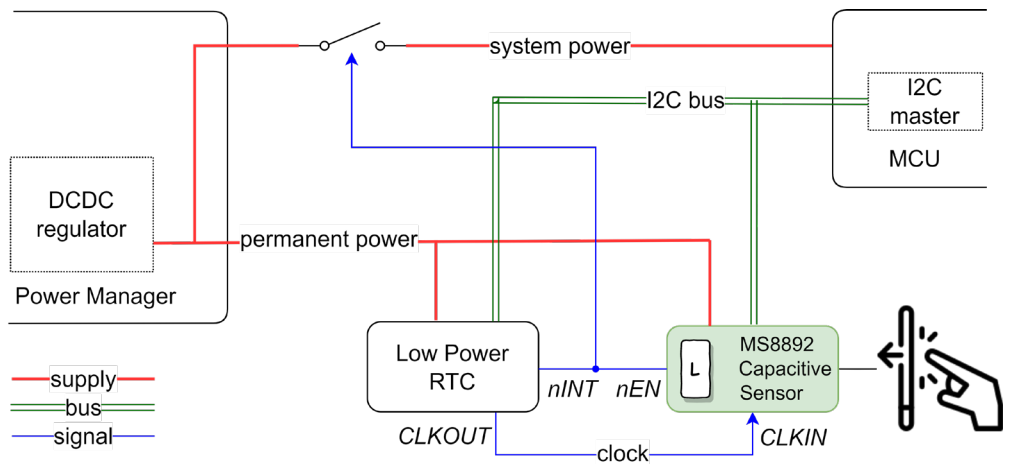 system power
I2C bus
I2C
master
MCU
DCDC
regulator
Power Manager
permanent power
Low Power
RTC
nINT
nEN
L
MS8892
Capacitive
Sensor
CLKOUT
clock
CLKIN
supply
bus
signal